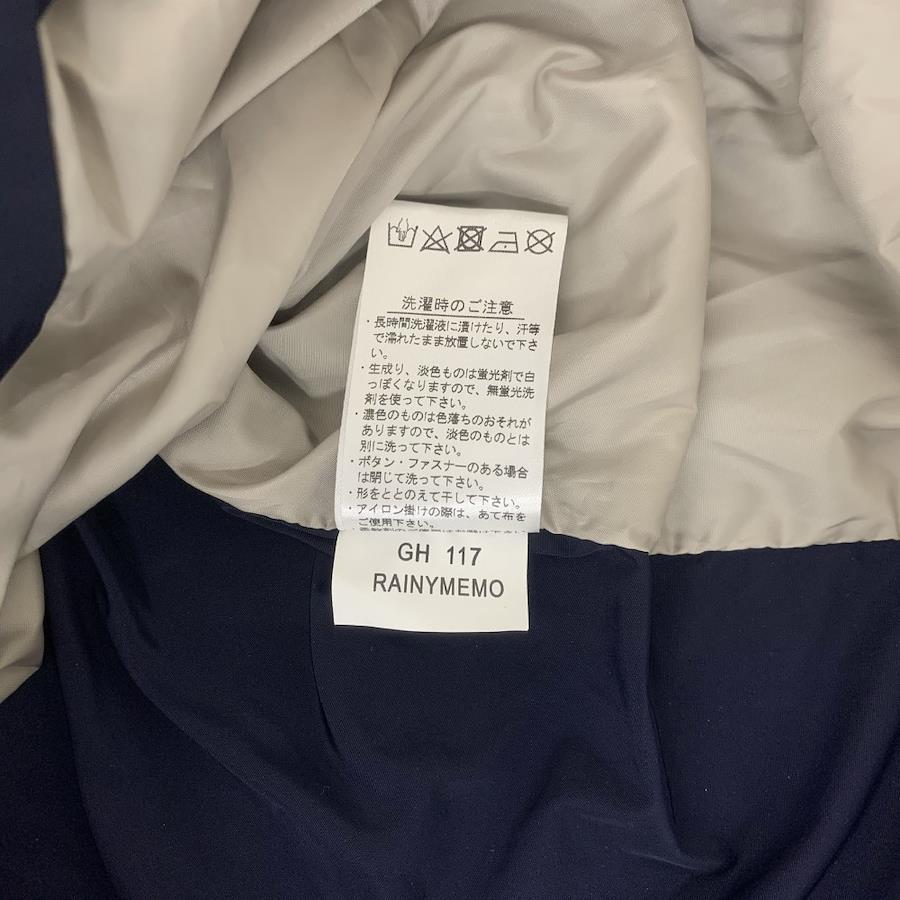 洗濯時のご注意
・長時間洗濯液に漬けたり、汗等
で濡れたまま放置しないで下さ
い。
・生成り、淡色ものは蛍光剤で白
っぽくなりますので、無蛍光洗
剤を使って下さい。
・濃色のものは色落ちのおそれが
ありますので、淡色のものとは
別に洗って下さい。
・ボタン・ファスナーのある場合
は閉じて洗って下さい。
・形をととのえて干して下さい。
・アイロン掛けの際は、あて布を
ご使用下さい。
GH 117
RAINYMEMO